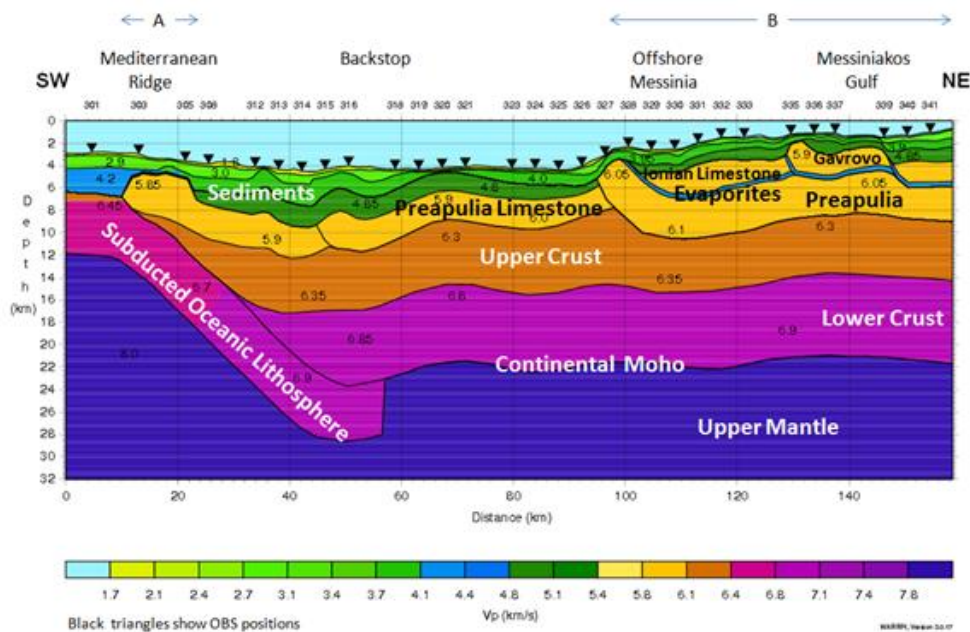 A B
Mediterranean Ridge Backstop Offshore Messinia Messiniakos Gulf
SW NE
301 303 305 306 312 313 314 315 316 318 319 320 321 323 324 325 326 327 328 329 330 331 332 333 335 336 337 339 340 341
0
2
4
6
8
10
12
14
16
18
20
22
24
26
28
30
32
Depth
(km)
2.9 1.8 3.0 4.0 Gavrovo
4.2 5.85 Sediments 4.85 4.8 6.05 Ionian Limestone 5.9
Evaporites 6.05
6.45 Preapulia Limestone 6.0 Preapulia
5.9 6.3 6.1 6.3
Upper Crust
6.7 6.35 6.8 6.35
Subducted Oceanic Lithosphere
6.85 6.9 Lower Crust
8.0 6.9 Continental Moho
Upper Mantle
0 20 40 60 80 100 120 140
Distance (km)
1.7 2.1 2.4 2.7 3.1 3.4 3.7 4.1 4.4 4.8 5.1 5.4 5.8 6.1 6.4 6.8 7.1 7.4 7.8
Vp (km/s)
Black triangles show OBS positions